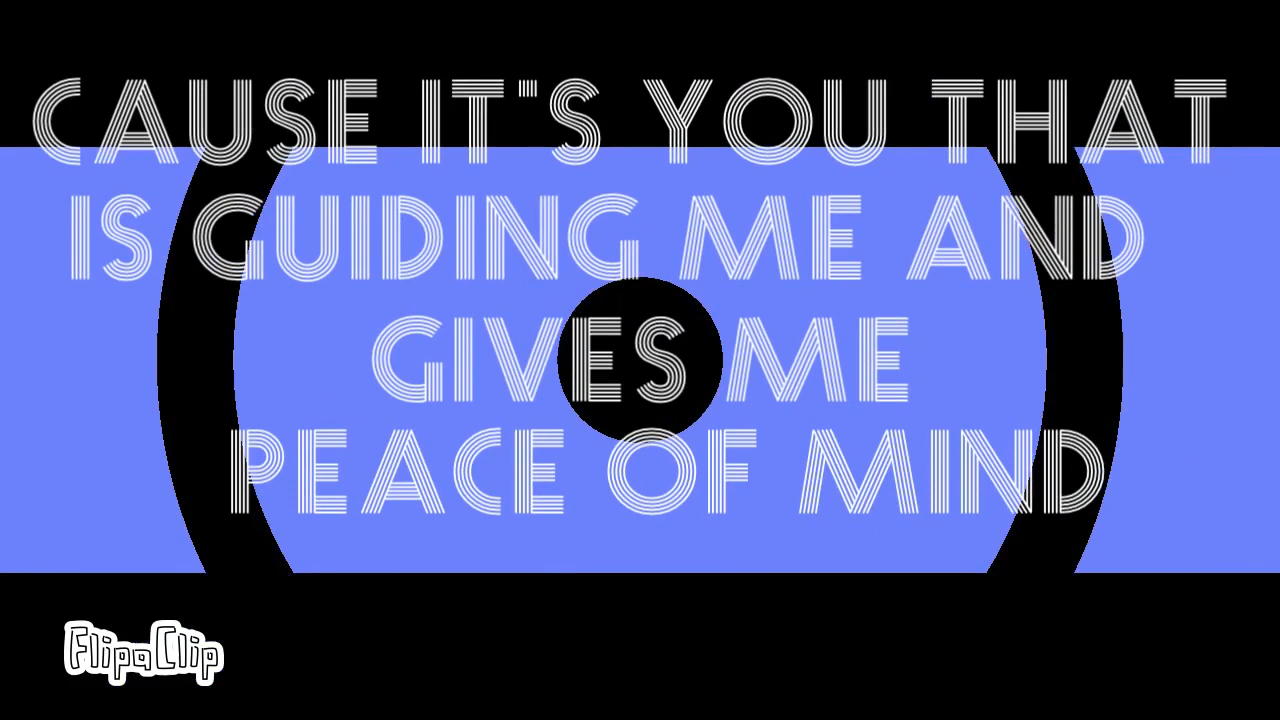 CAUSE IT'S YOU THAT
IS GUIDING ME AND
GIVES ME
PEACE OF MIND
FlipaClip